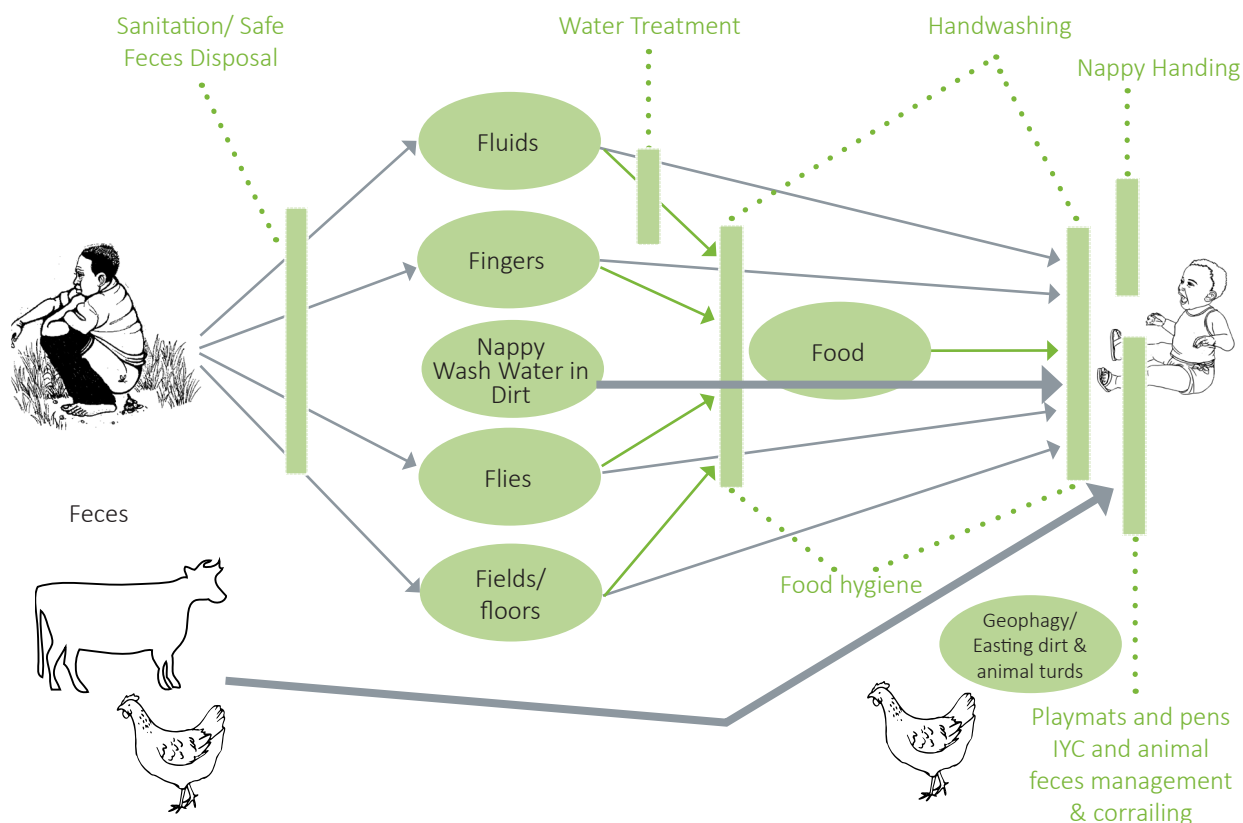 Sanitation/ Safe
Feces Disposal
Water Treatment
Handwashing
Nappy Handing
Fluids
Fingers
Nappy
Wash Water in
Dirt
Food
Flies
Feces
Fields/
floors
Food hygiene
Geophagy/
Easting dirt &
animal turds
Playmats and pens
IYC and animal
feces management
& corrailing